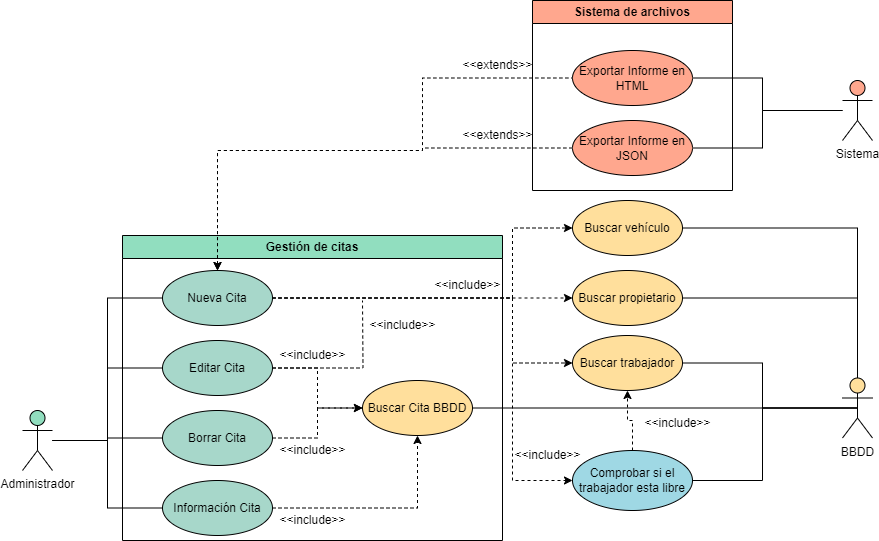 Sistema de archivos
<<extends>>
Exportar Informe en
HTML
<<extends>>
Exportar Informe en
JSON
Sistema
Gestión de citas
Buscar vehículo
Nueva Cita
<<include>>
Buscar propietario
<<include>>
Editar Cita
<<include>>
Buscar trabajador
Buscar Cita BBDD
<<include>>
BBDD
Borrar Cita
<<include>>
<<include>>
Administrador
Comprobar si el
trabajador esta libre
Información Cita
<<include>>